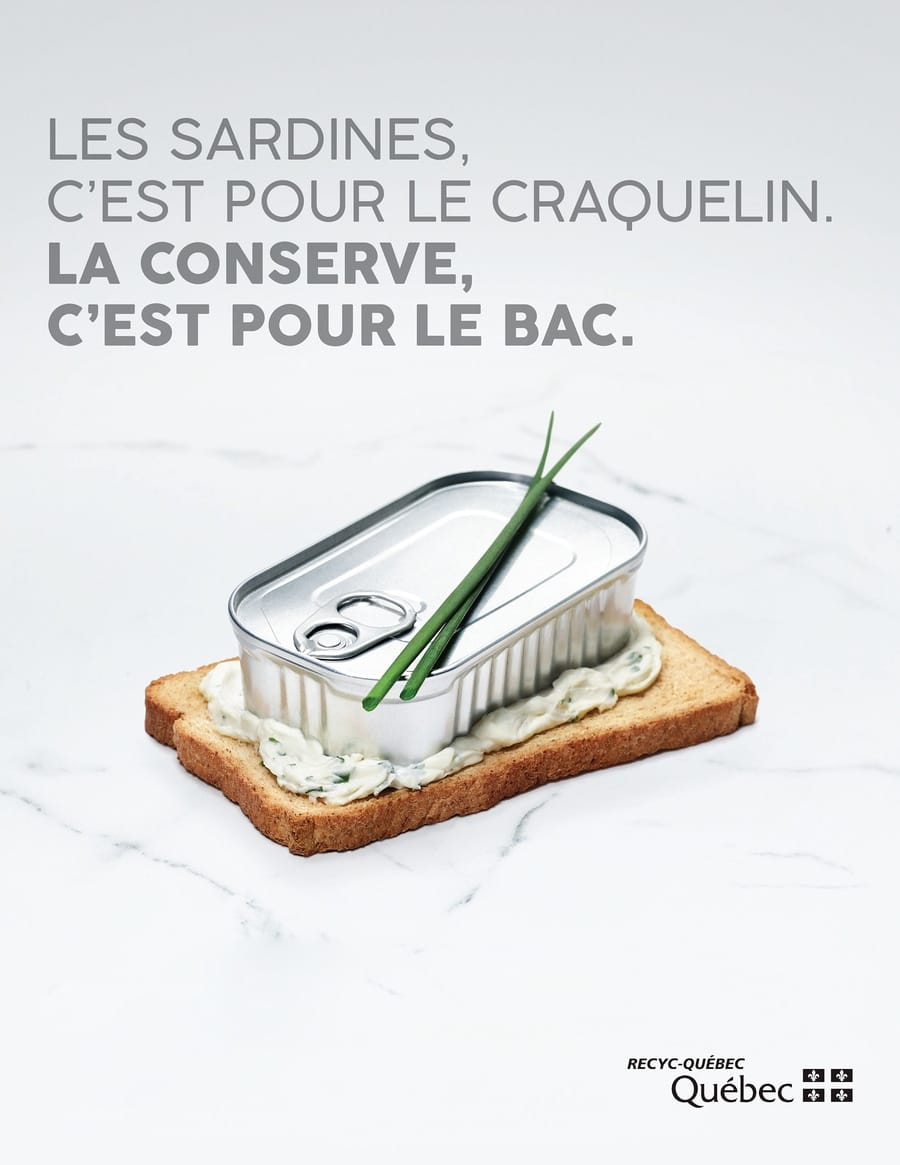 LES SARDINES,
C’EST POUR LE CRAQUELIN.
LA CONSERVE,
C’EST POUR LE BAC.
RECYC-QUÉBEC
Québec